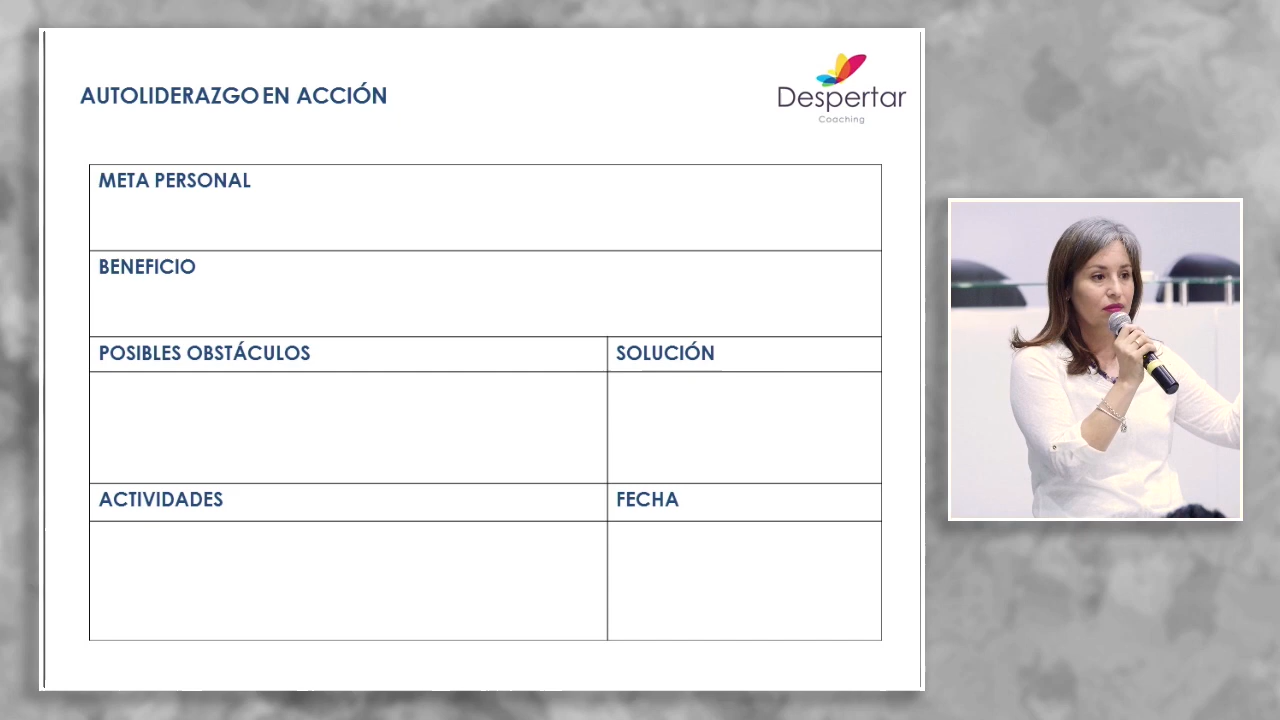 AUTOLIDERAZGO EN ACCIÓN
Despertar
Coaching
META PERSONAL
BENEFICIO
POSIBLES OBSTÁCULOS
SOLUCIÓN
ACTIVIDADES
FECHA